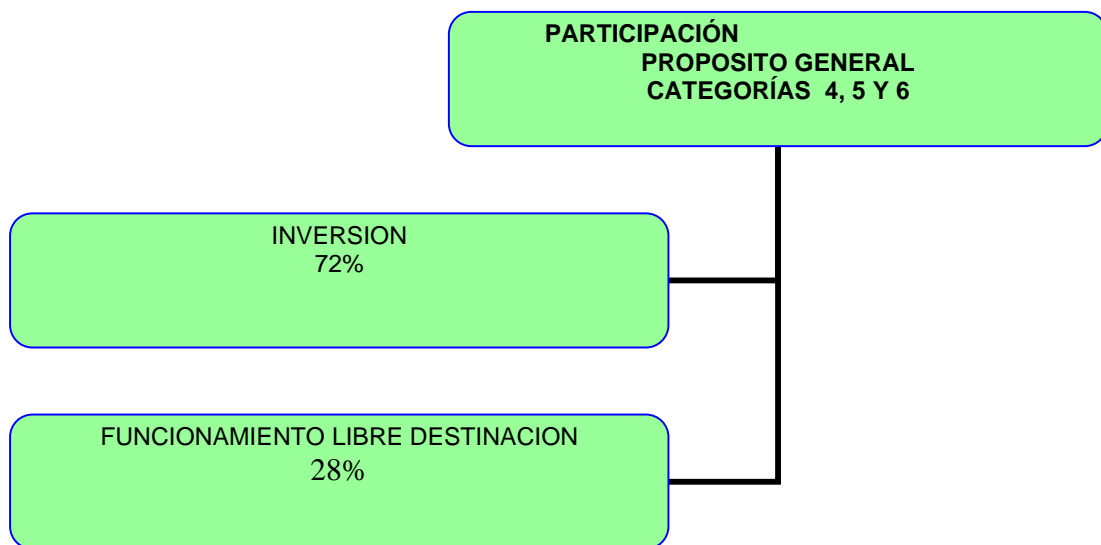 PARTICIPACIÓN
PROPOSITO GENERAL
CATEGORÍAS 4, 5 Y 6
INVERSION
72%
FUNCIONAMIENTO LIBRE DESTINACION
28%